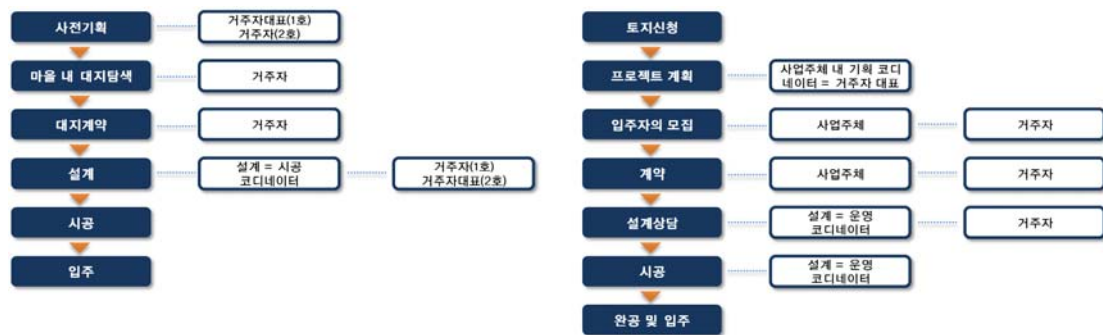 사전기획
거주자대표(1호)
거주자(2호)
마을 내 대지탐색
거주자
대지계약
거주자
설계
설계 = 시공
코디네이터
거주자(1호)
거주자대표(2호)
시공
입주
토지신청
프로젝트 계획
사업주체 내 기획 코디
네이터 = 거주자 대표
입주자의 모집
사업주체
거주자
계약
사업주체
거주자
설계상담
설계 = 운영
코디네이터
거주자
시공
설계 = 운영
코디네이터
완공 및 입주